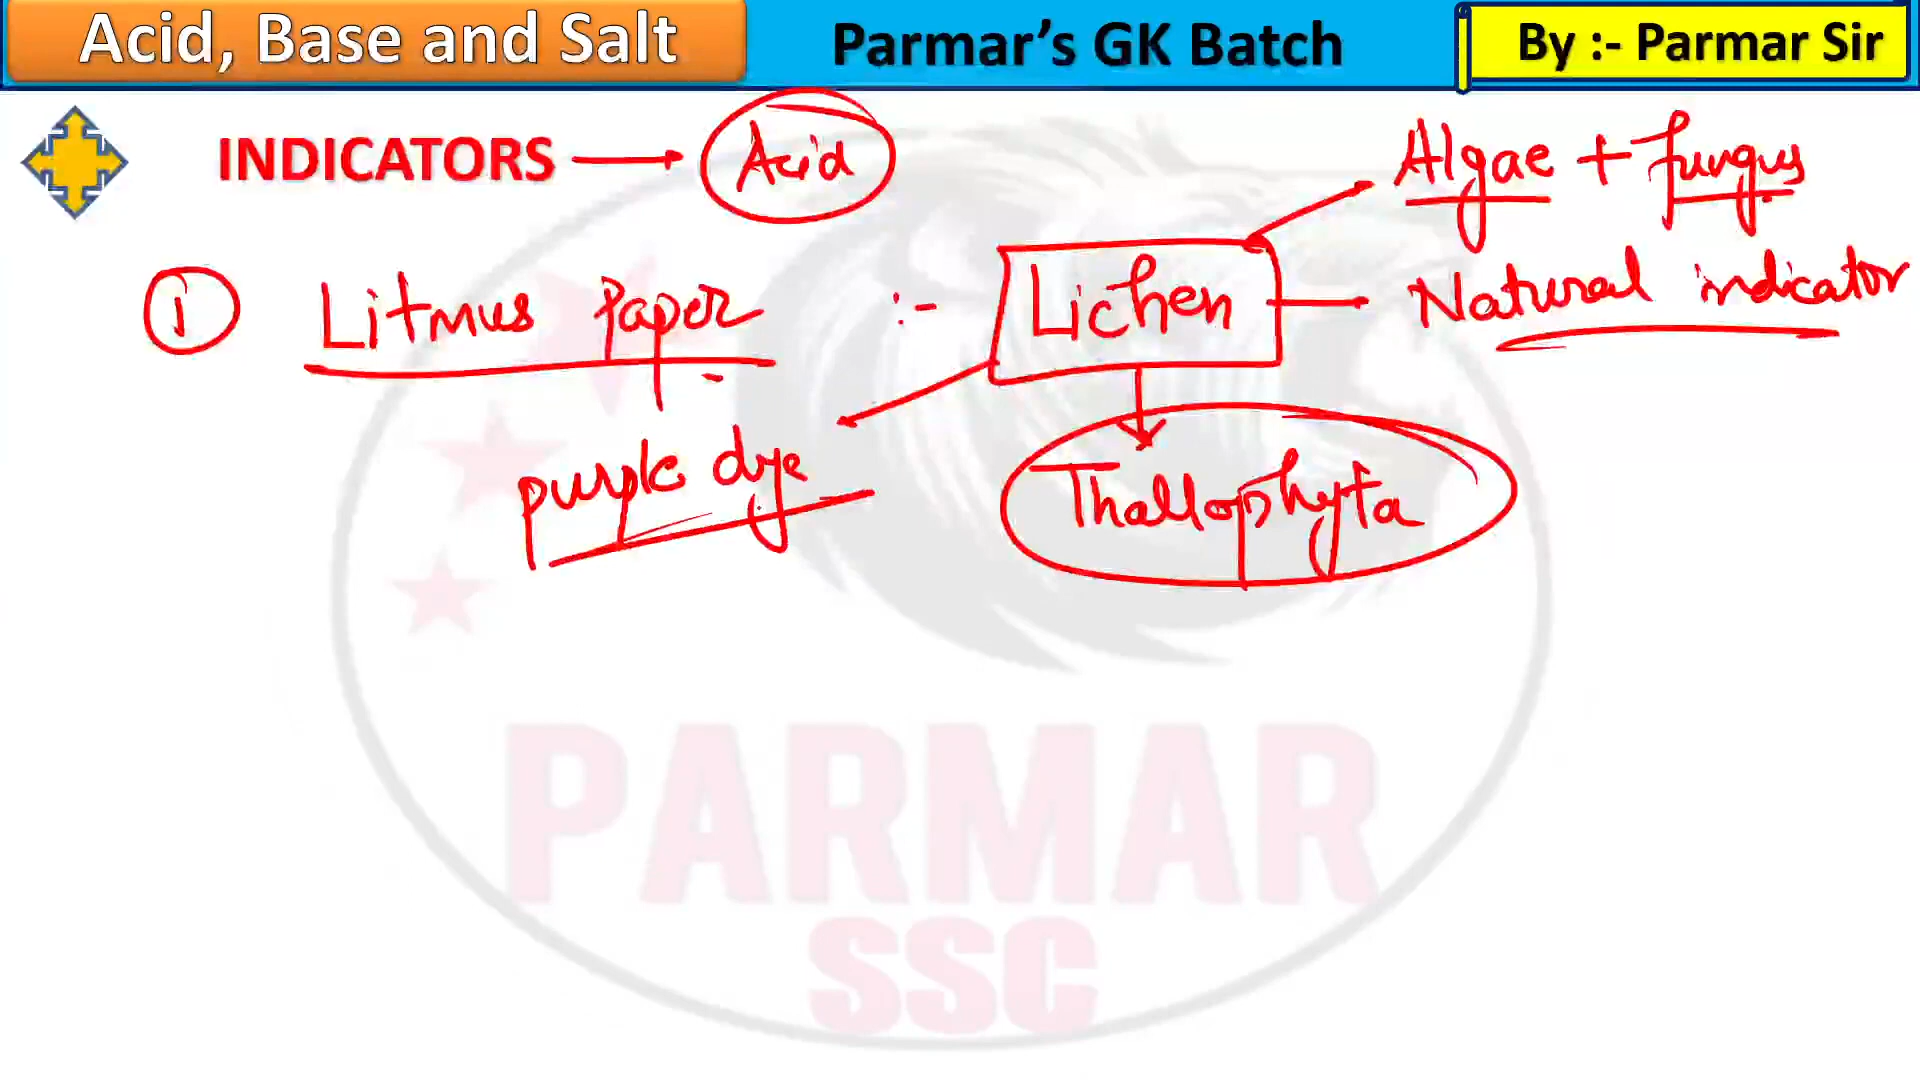 Acid, Base and Salt
Parmar's GK Batch
By :- Parmar Sir
INDICATORS → Acid
Algae + fungus
① Litmus Paper :- Lichen → Natural indicator
purple dye
Thallophyta
PARMAR
SSC